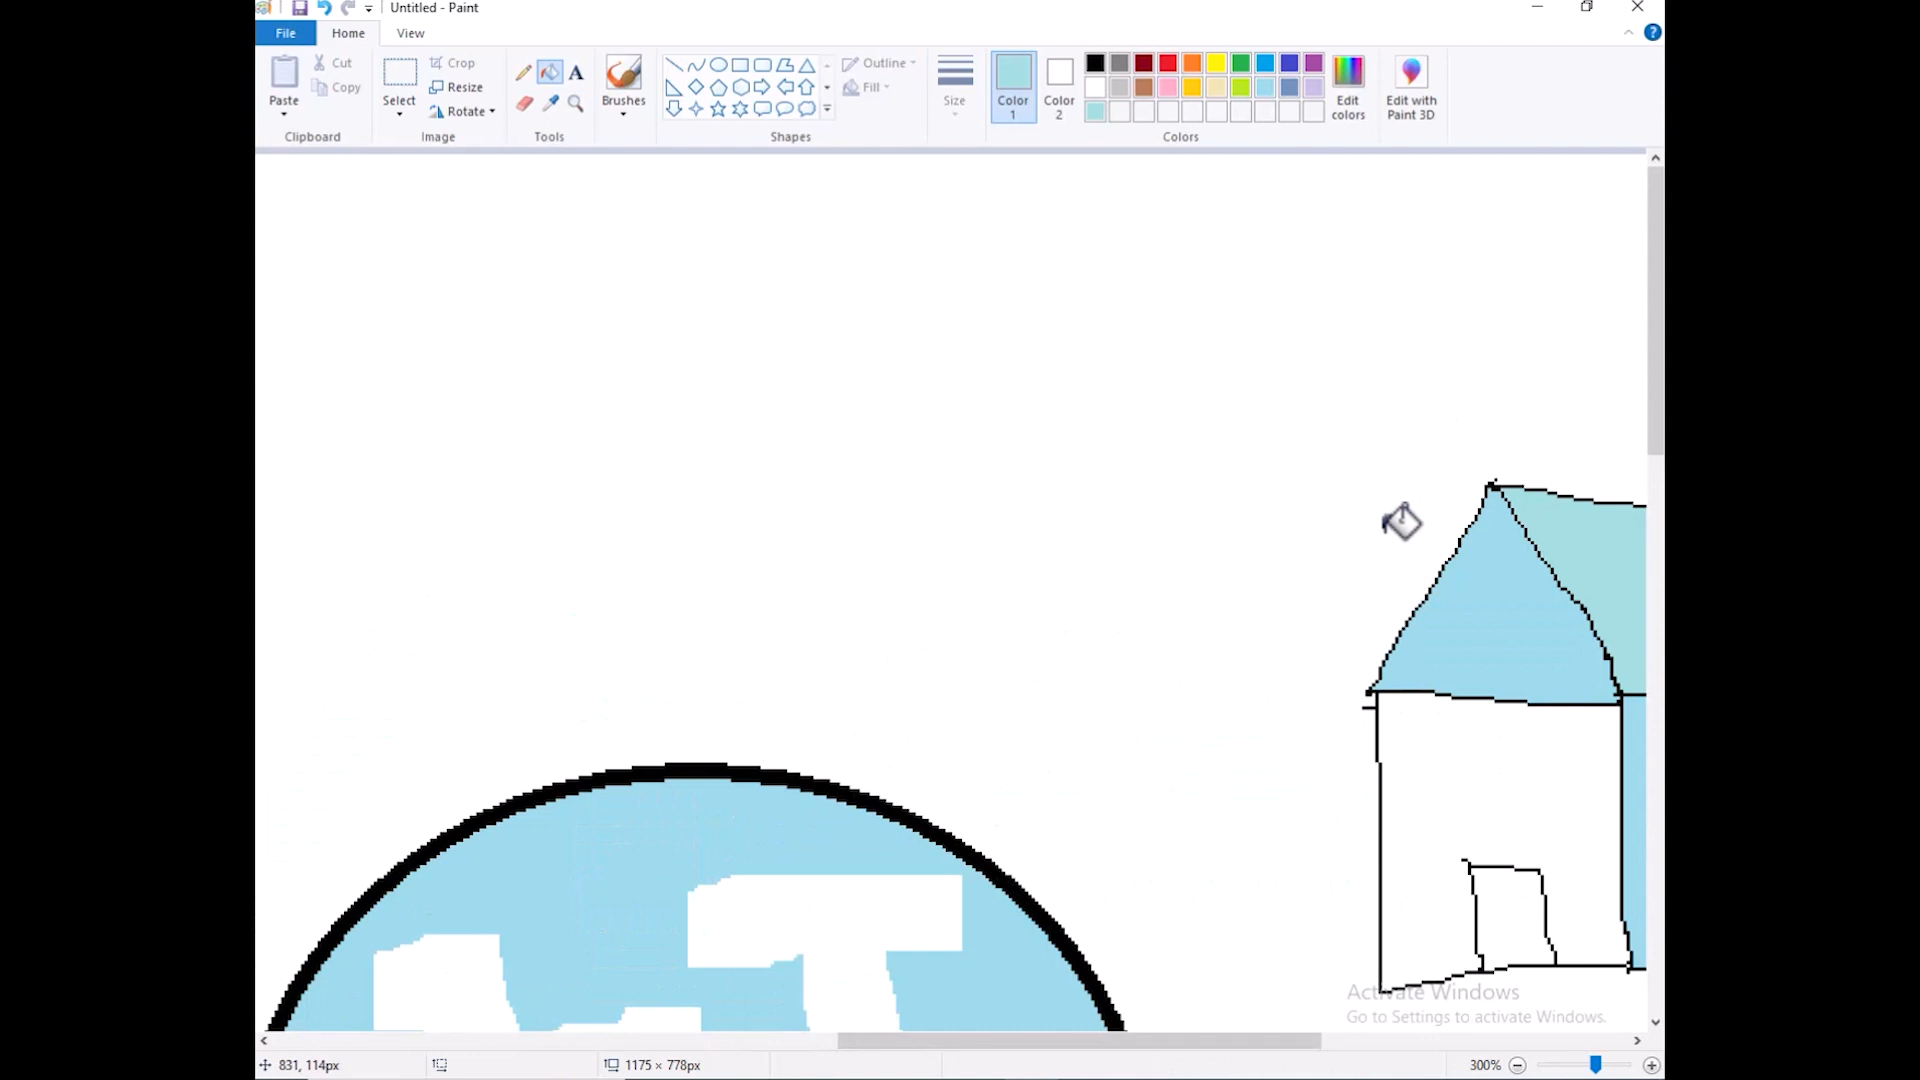 Untitled - Paint
File Home View
Paste
Cut
Copy
Clipboard
Select
Crop
Resize
Rotate
Image
A
Tools
Brushes
Outline
Fill
Shapes
Size
Color 1
Color 2
Edit colors
Colors
Edit with Paint 3D
Activate Windows
Go to Settings to activate Windows.
831, 114px
1175 × 778px
300%